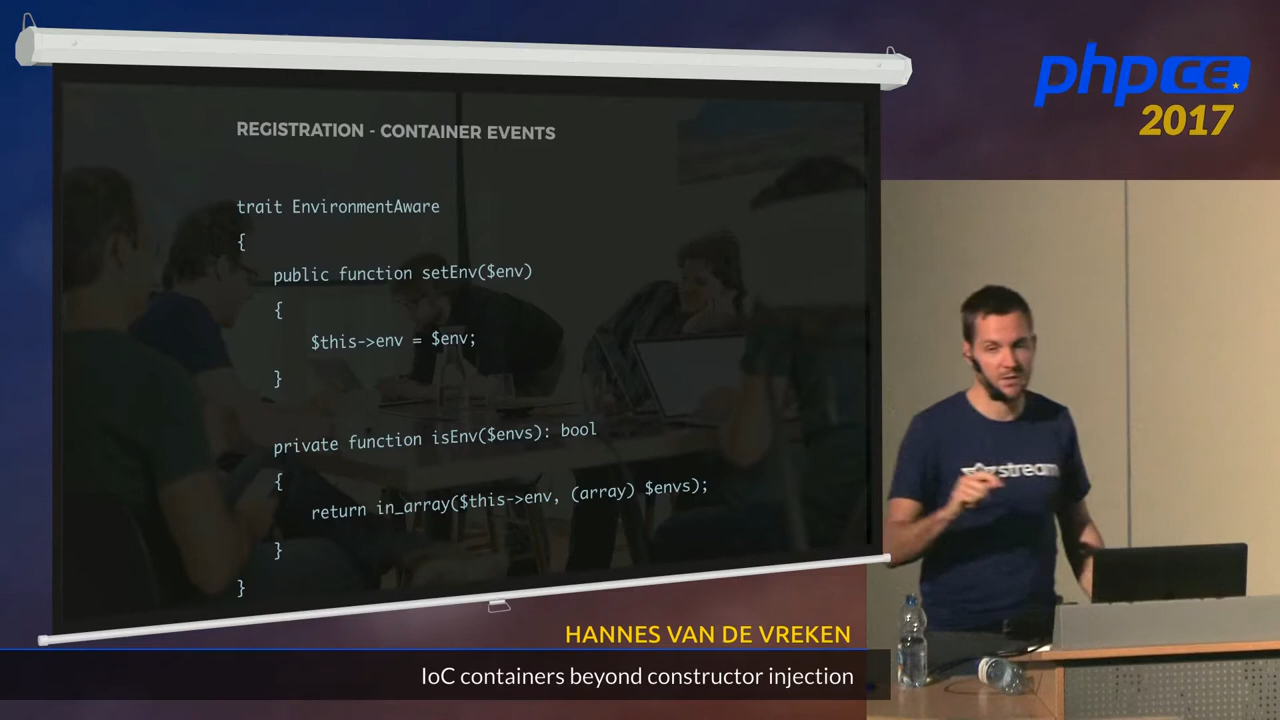 REGISTRATION - CONTAINER EVENTS
trait EnvironmentAware
{
public function setEnv($env)
{
$this->env = $env;
}
private function isEnv($envs): bool
{
return in_array($this->env, (array) $envs);
}
}
phpce
2017
stream
HANNES VAN DE VREKEN
IoC containers beyond constructor injection